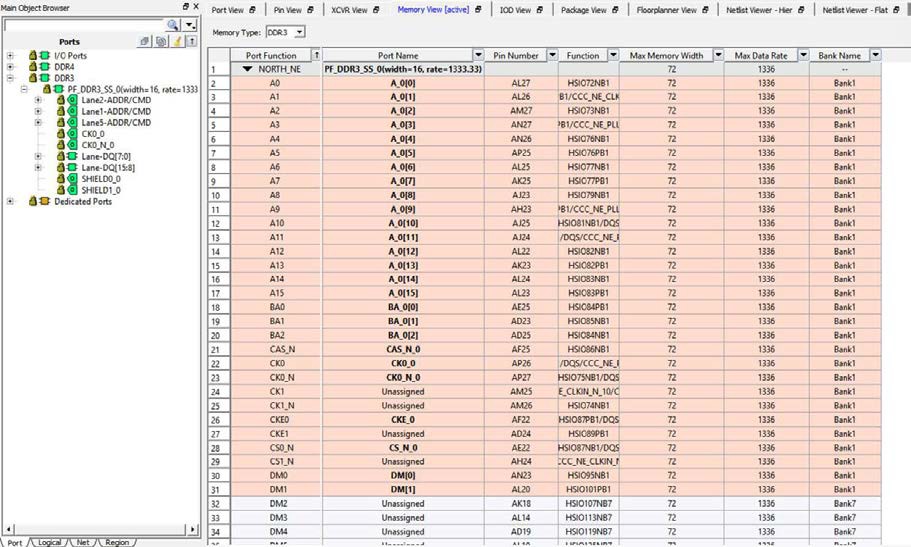 Main Object Browser
Ports
I/O Ports
DDR4
DDR3
PF_DDR3_SS_0(width=16, rate=1333
Lane2-ADDR/CMD
Lane1-ADDR/CMD
Lane5-ADDR/CMD
CK0_0
CK0_N_0
Lane-DQ[7:0]
Lane-DQ[15:8]
SHIELD0_0
SHIELD1_0
Dedicated Ports
Port Logical Net Region
Port View Pin View XCVR View Memory View [active] IOD View Package View Floorplanner View Netlist Viewer - Hier Netlist Viewer - Flat
Memory Type: DDR3
Port Function Port Name Pin Number Function Max Memory Width Max Data Rate Bank Name
1 NORTH_NE PF_DDR3_SS_0(width=16, rate=1333.33) 72 1336 --
2 A0 A_0[0] AL27 HSIO72NB1 72 1336 Bank1
3 A1 A_0[1] AL26 B1/CCC_NE_CLK 72 1336 Bank1
4 A2 A_0[2] AM27 HSIO73NB1 72 1336 Bank1
5 A3 A_0[3] AN27 PB1/CCC_NE_PLL 72 1336 Bank1
6 A4 A_0[4] AN26 HSIO76NB1 72 1336 Bank1
7 A5 A_0[5] AP25 HSIO76PB1 72 1336 Bank1
8 A6 A_0[6] AL25 HSIO77NB1 72 1336 Bank1
9 A7 A_0[7] AK25 HSIO77PB1 72 1336 Bank1
10 A8 A_0[8] AJ23 HSIO79NB1 72 1336 Bank1
11 A9 A_0[9] AH23 PB1/CCC_NE_PLL 72 1336 Bank1
12 A10 A_0[10] AJ25 HSIO81NB1/DQS 72 1336 Bank1
13 A11 A_0[11] AJ24 /DQS/CCC_NE_F 72 1336 Bank1
14 A12 A_0[12] AL22 HSIO82NB1 72 1336 Bank1
15 A13 A_0[13] AK23 HSIO82PB1 72 1336 Bank1
16 A14 A_0[14] AL24 HSIO83NB1 72 1336 Bank1
17 A15 A_0[15] AL23 HSIO83PB1 72 1336 Bank1
18 BA0 BA_0[0] AE25 HSIO84PB1 72 1336 Bank1
19 BA1 BA_0[1] AD23 HSIO85NB1 72 1336 Bank1
20 BA2 BA_0[2] AD25 HSIO84NB1 72 1336 Bank1
21 CAS_N CAS_N_0 AF25 HSIO86NB1 72 1336 Bank1
22 CK0 CK0_0 AP26 /DQS/CCC_NE_F 72 1336 Bank1
23 CK0_N CK0_N_0 AP27 HSIO75NB1/DQS 72 1336 Bank1
24 CK1 Unassigned AM25 E_CLKIN_N_10/C 72 1336 Bank1
25 CK1_N Unassigned AM26 HSIO74NB1 72 1336 Bank1
26 CKE0 CKE_0 AF22 HSIO87PB1/DQS 72 1336 Bank1
27 CKE1 Unassigned AD24 HSIO89PB1 72 1336 Bank1
28 CS0_N CS_N_0 AE22 HSIO87NB1/DQS 72 1336 Bank1
29 CS1_N Unassigned AH24 CCC_NE_CLKIN_N 72 1336 Bank1
30 DM0 DM[0] AN23 HSIO95NB1 72 1336 Bank1
31 DM1 DM[1] AL20 HSIO101PB1 72 1336 Bank1
32 DM2 Unassigned AK18 HSIO107NB7 72 1336 Bank7
33 DM3 Unassigned AL14 HSIO113NB7 72 1336 Bank7
34 DM4 Unassigned AD19 HSIO119NB7 72 1336 Bank7